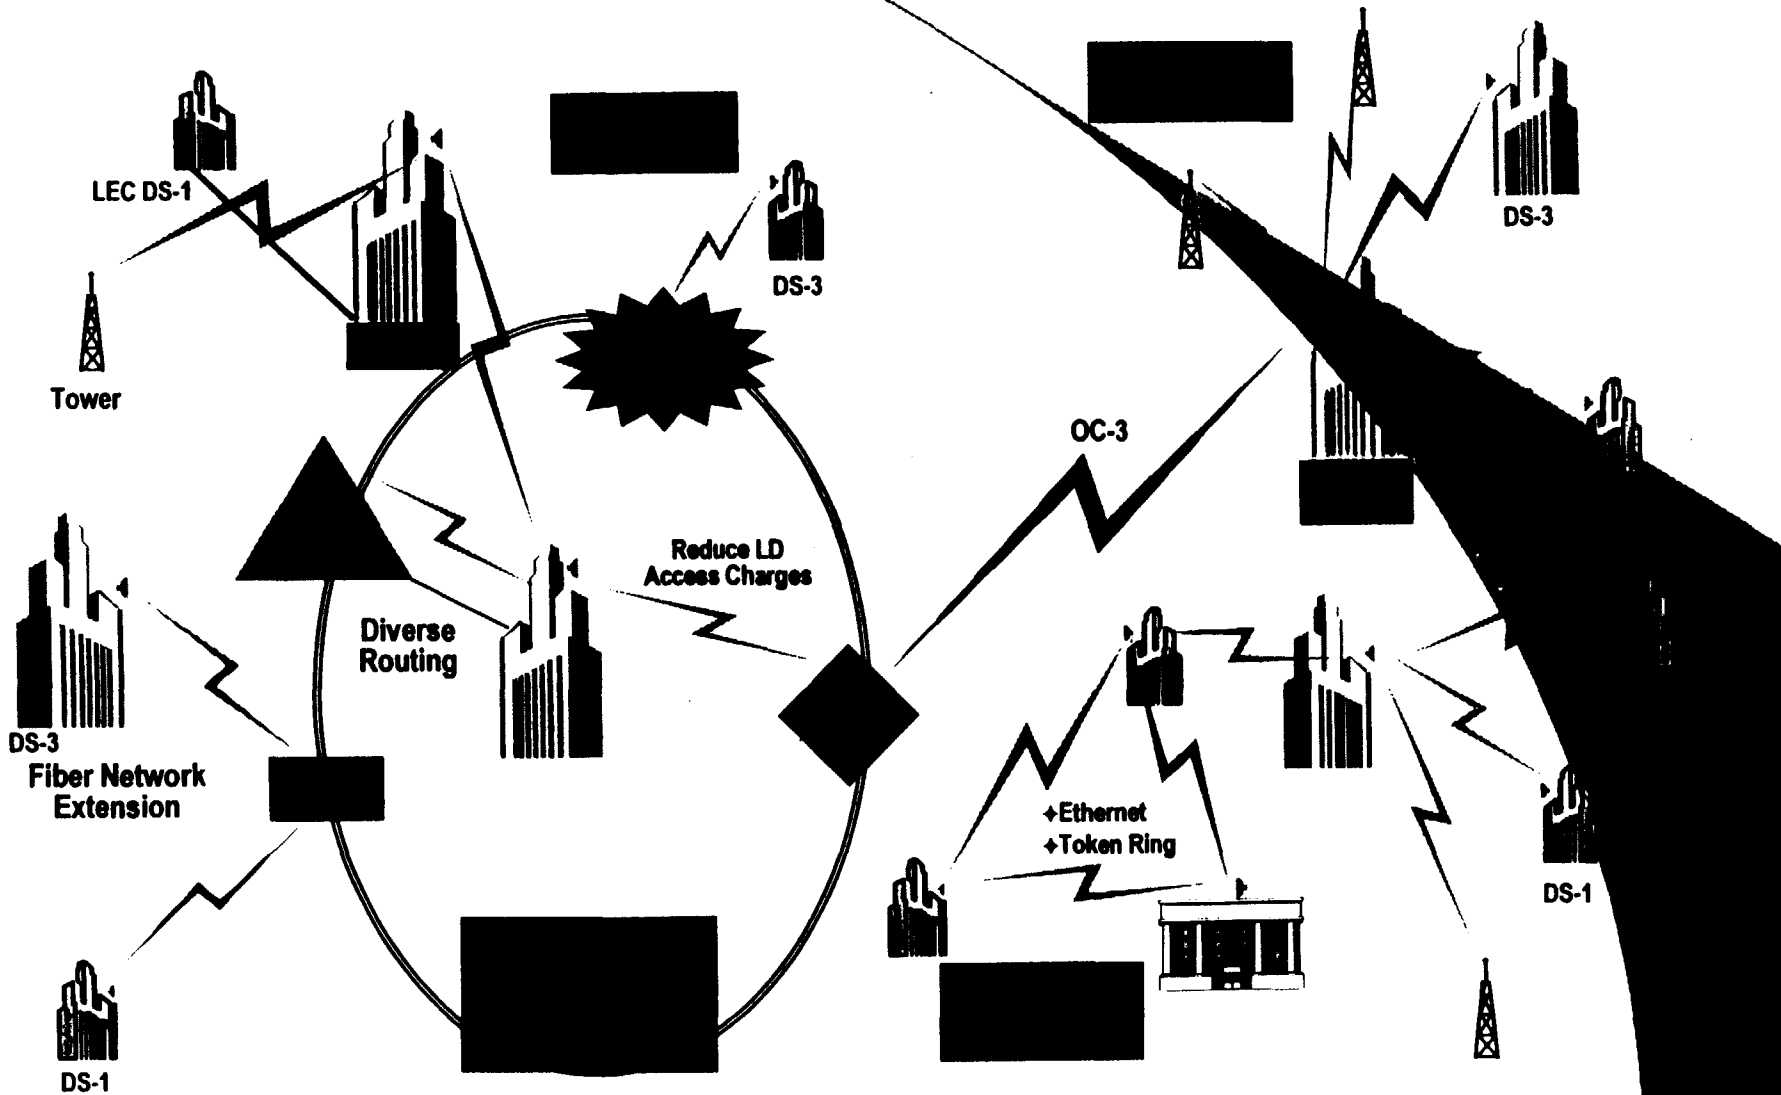 LEC DS-1
DS-3
DS-3
Tower
OC-3
Reduce LD
Access Charges
Diverse
Routing
DS-3
Fiber Network
Extension
✦Ethernet
✦Token Ring
DS-1
DS-1